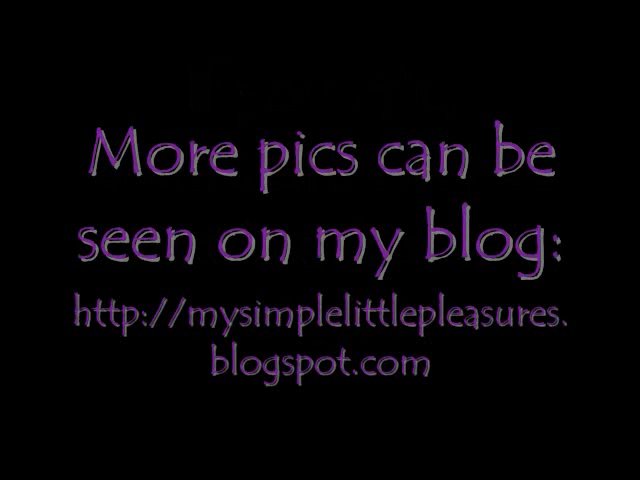 More pics can be
seen on my blog:
http://mysimplelittlepleasures.
blogspot.com